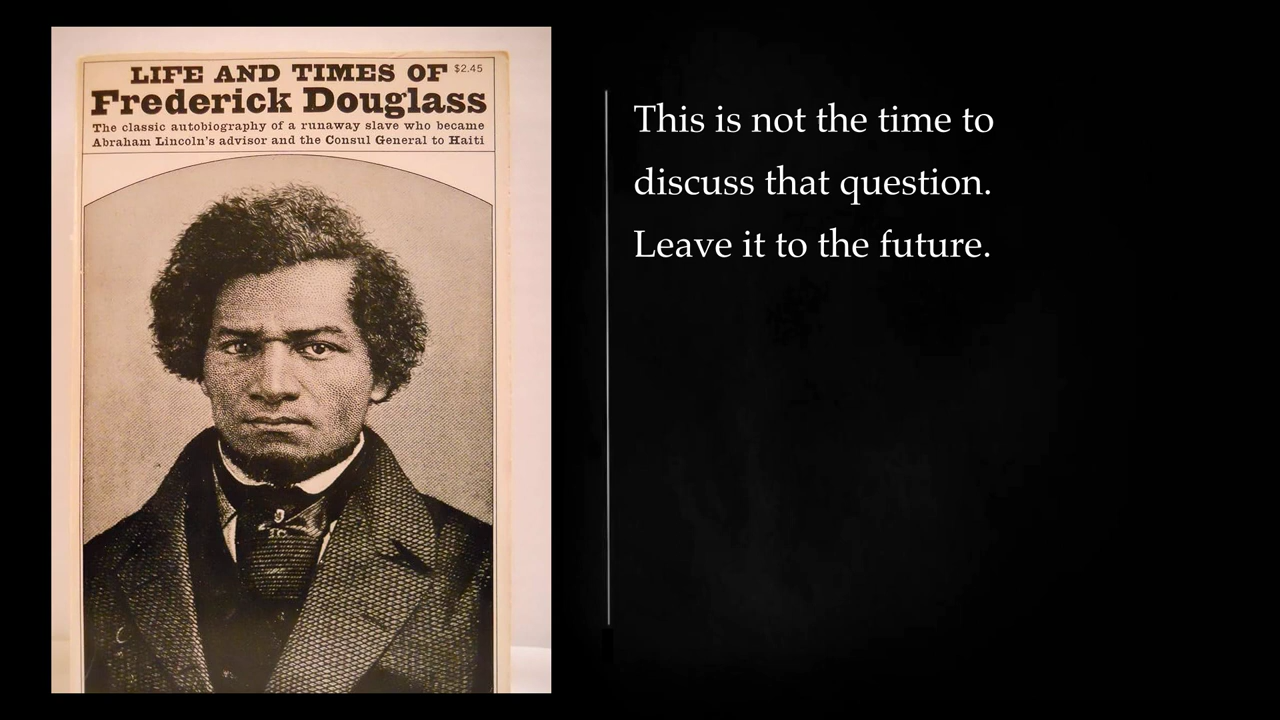 LIFE AND TIMES OF $2.45
Frederick Douglass
The classic autobiography of a runaway slave who became
Abraham Lincoln's advisor and the Consul General to Haiti
This is not the time to
discuss that question.
Leave it to the future.